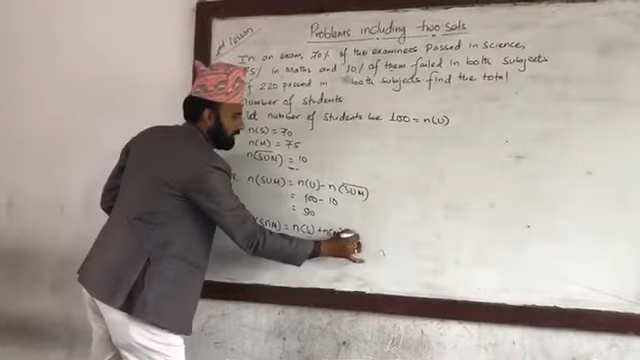 Problems including two sets
lesson
In an exam, 70% of the examinees passed in science,
75% in Maths and 10% of them failed in both subjects
if 220 passed in both subjects find the total
number of students
let number of students be 100 = n(U)
n(S) = 70
n(M) = 75
n(S∪M)‾ = 10
n(S∪M) = n(U) - n(S∪M)‾
= 100 - 10
= 90
(S∩M) = n(S) + n(M)